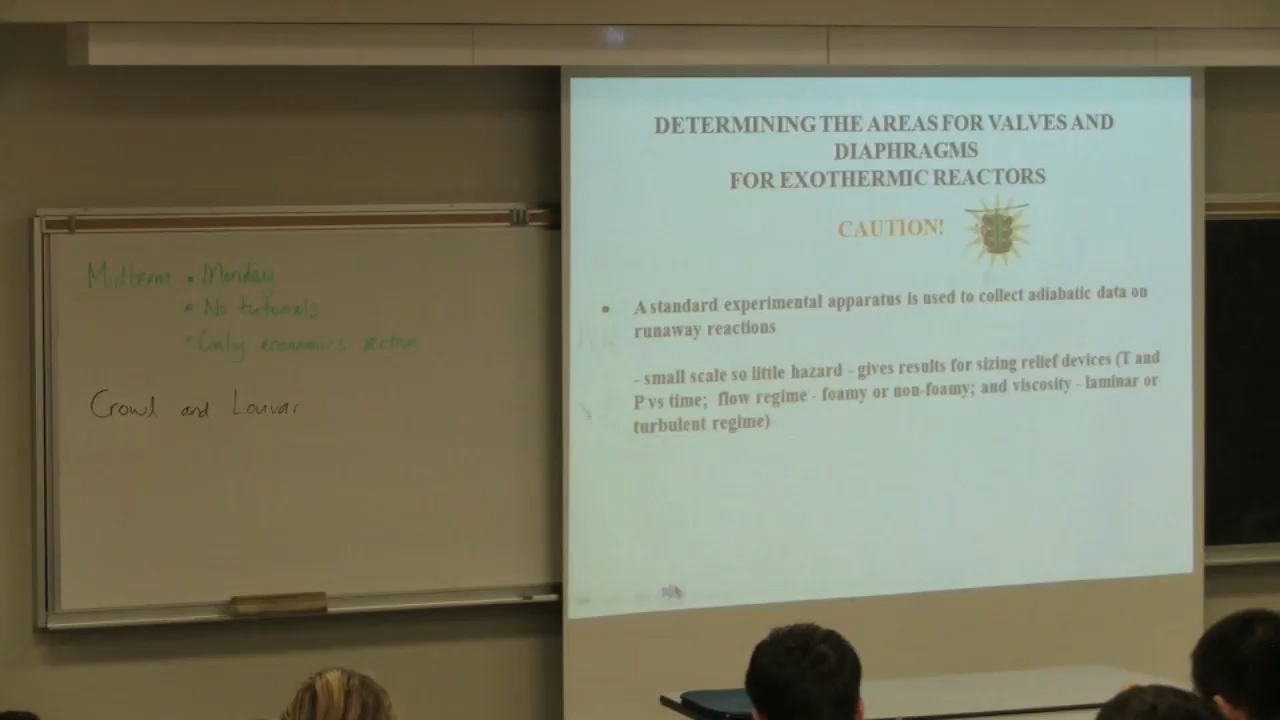 Midterm • Monday
• No tutorials
• Only economics section
Crowl and Louvar
DETERMINING THE AREAS FOR VALVES AND
DIAPHRAGMS
FOR EXOTHERMIC REACTORS
CAUTION!
• A standard experimental apparatus is used to collect adiabatic data on
runaway reactions
- small scale so little hazard - gives results for sizing relief devices (T and
P vs time; flow regime - foamy or non-foamy; and viscosity - laminar or
turbulent regime)